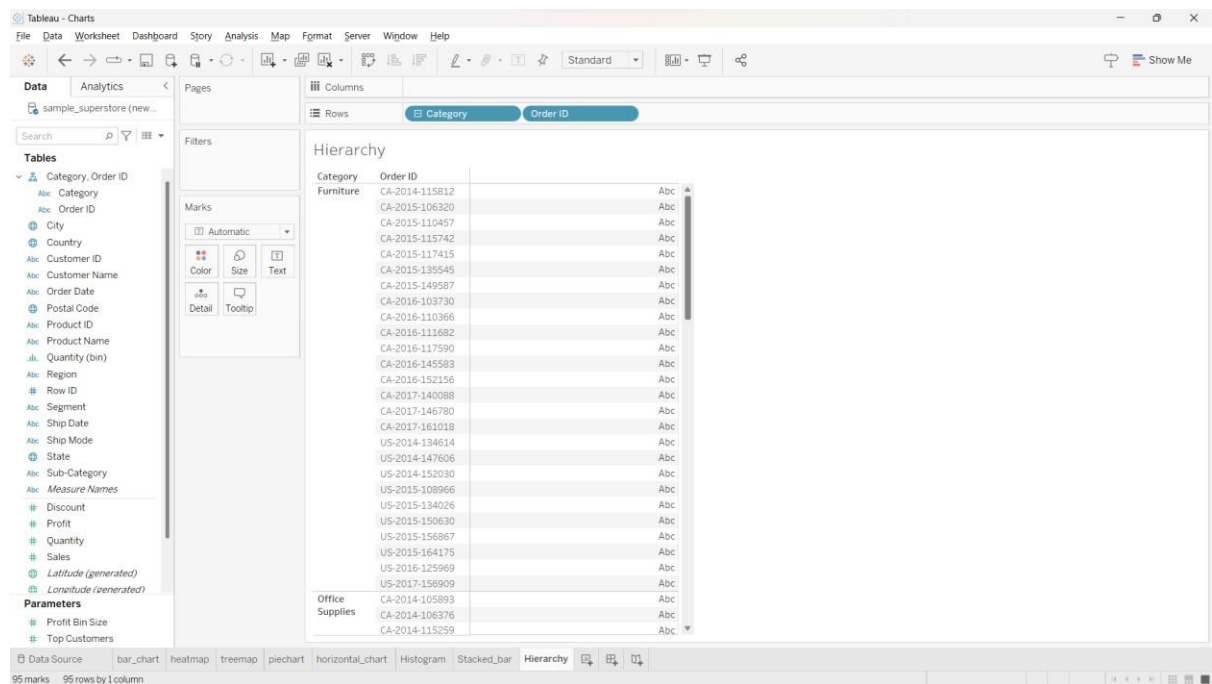 Tableau - Charts
File Data Worksheet Dashboard Story Analysis Map Format Server Window Help
Standard
Show Me
Data Analytics
sample_superstore (new...
Search
Tables
Category, Order ID
Abc Category
Abc Order ID
City
Country
Abc Customer ID
Abc Customer Name
Abc Order Date
Postal Code
Abc Product ID
Abc Product Name
Quantity (bin)
Abc Region
# Row ID
Abc Segment
Abc Ship Date
Abc Ship Mode
State
Abc Sub-Category
Abc Measure Names
# Discount
# Profit
# Quantity
# Sales
Latitude (generated)
Longitude (generated)
Parameters
# Profit Bin Size
# Top Customers
Pages
Filters
Marks
T Automatic
Color Size Text
Detail Tooltip
Columns
Rows Category Order ID
Hierarchy
Category Order ID
Furniture CA-2014-115812 Abc
CA-2015-106320 Abc
CA-2015-110457 Abc
CA-2015-115742 Abc
CA-2015-117415 Abc
CA-2015-135545 Abc
CA-2015-149587 Abc
CA-2016-103730 Abc
CA-2016-110366 Abc
CA-2016-111682 Abc
CA-2016-117590 Abc
CA-2016-145583 Abc
CA-2016-152156 Abc
CA-2017-140088 Abc
CA-2017-146780 Abc
CA-2017-161018 Abc
US-2014-134614 Abc
US-2014-147606 Abc
US-2014-152030 Abc
US-2015-108966 Abc
US-2015-134026 Abc
US-2015-150630 Abc
US-2015-156867 Abc
US-2015-164175 Abc
US-2016-125969 Abc
US-2017-156909 Abc
Office CA-2014-105893 Abc
Supplies CA-2014-106376 Abc
CA-2014-115259 Abc
Data Source bar_chart heatmap treemap piechart horizontal_chart Histogram Stacked_bar Hierarchy
95 marks 95 rows by 1 column